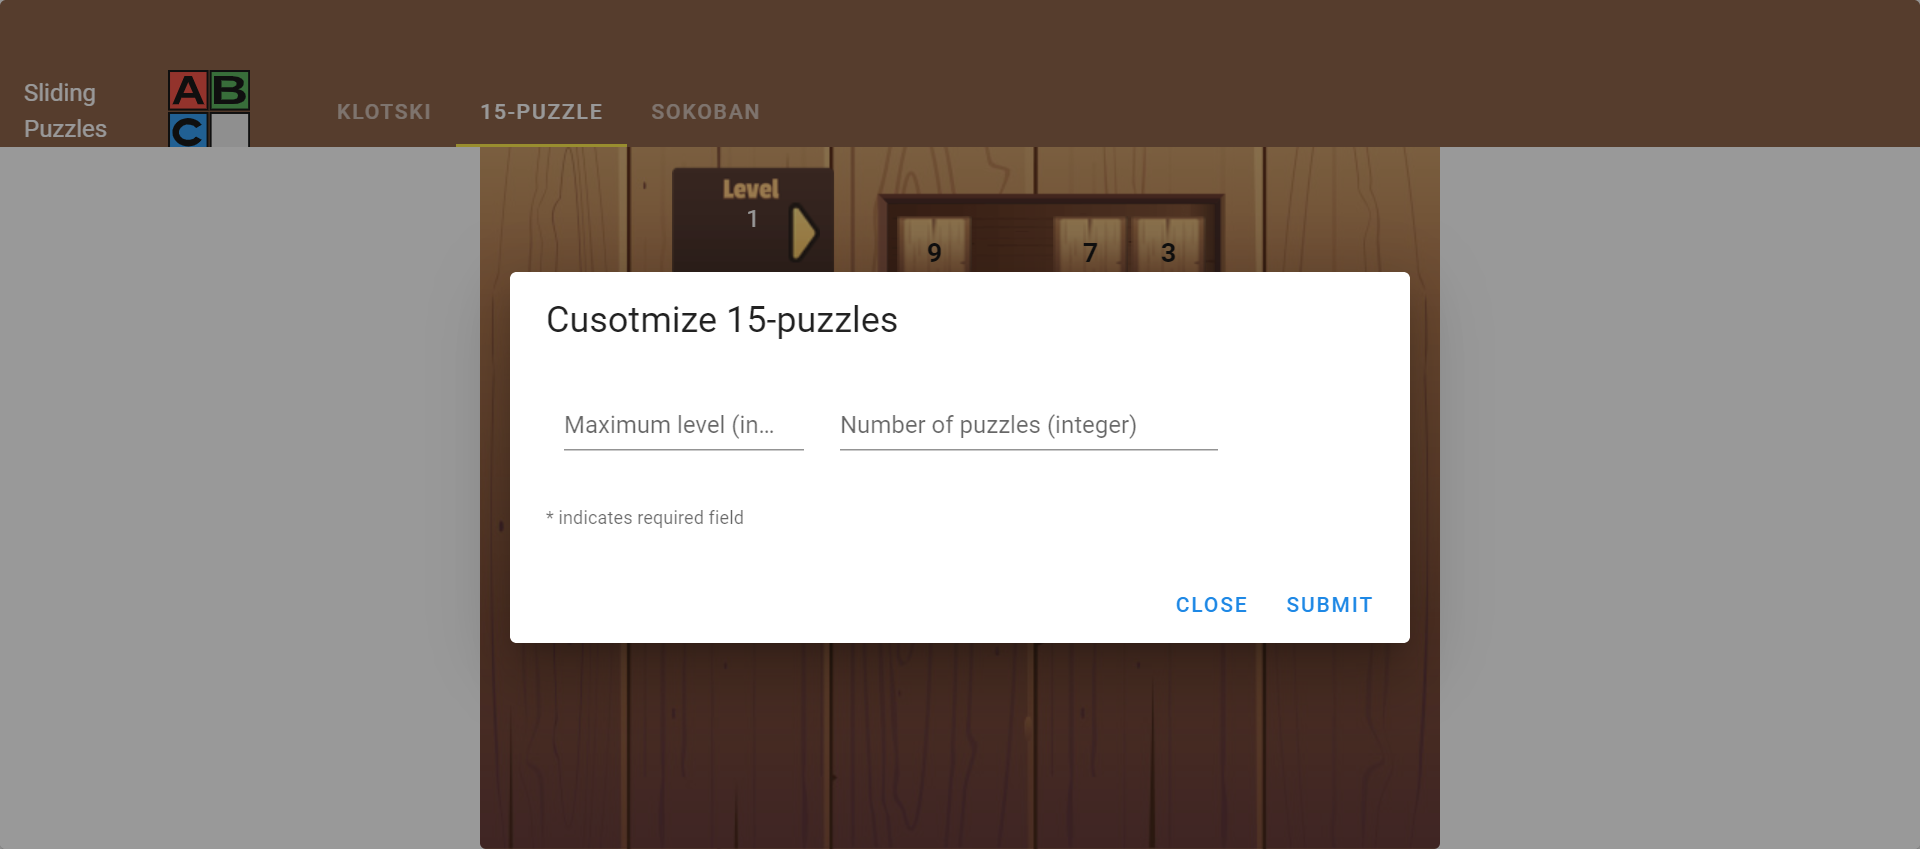 Sliding
Puzzles
A B
C
KLOTSKI 15-PUZZLE SOKOBAN
Level
1
9 7 3
Cusotmize 15-puzzles
Maximum level (in... Number of puzzles (integer)
* indicates required field
CLOSE SUBMIT